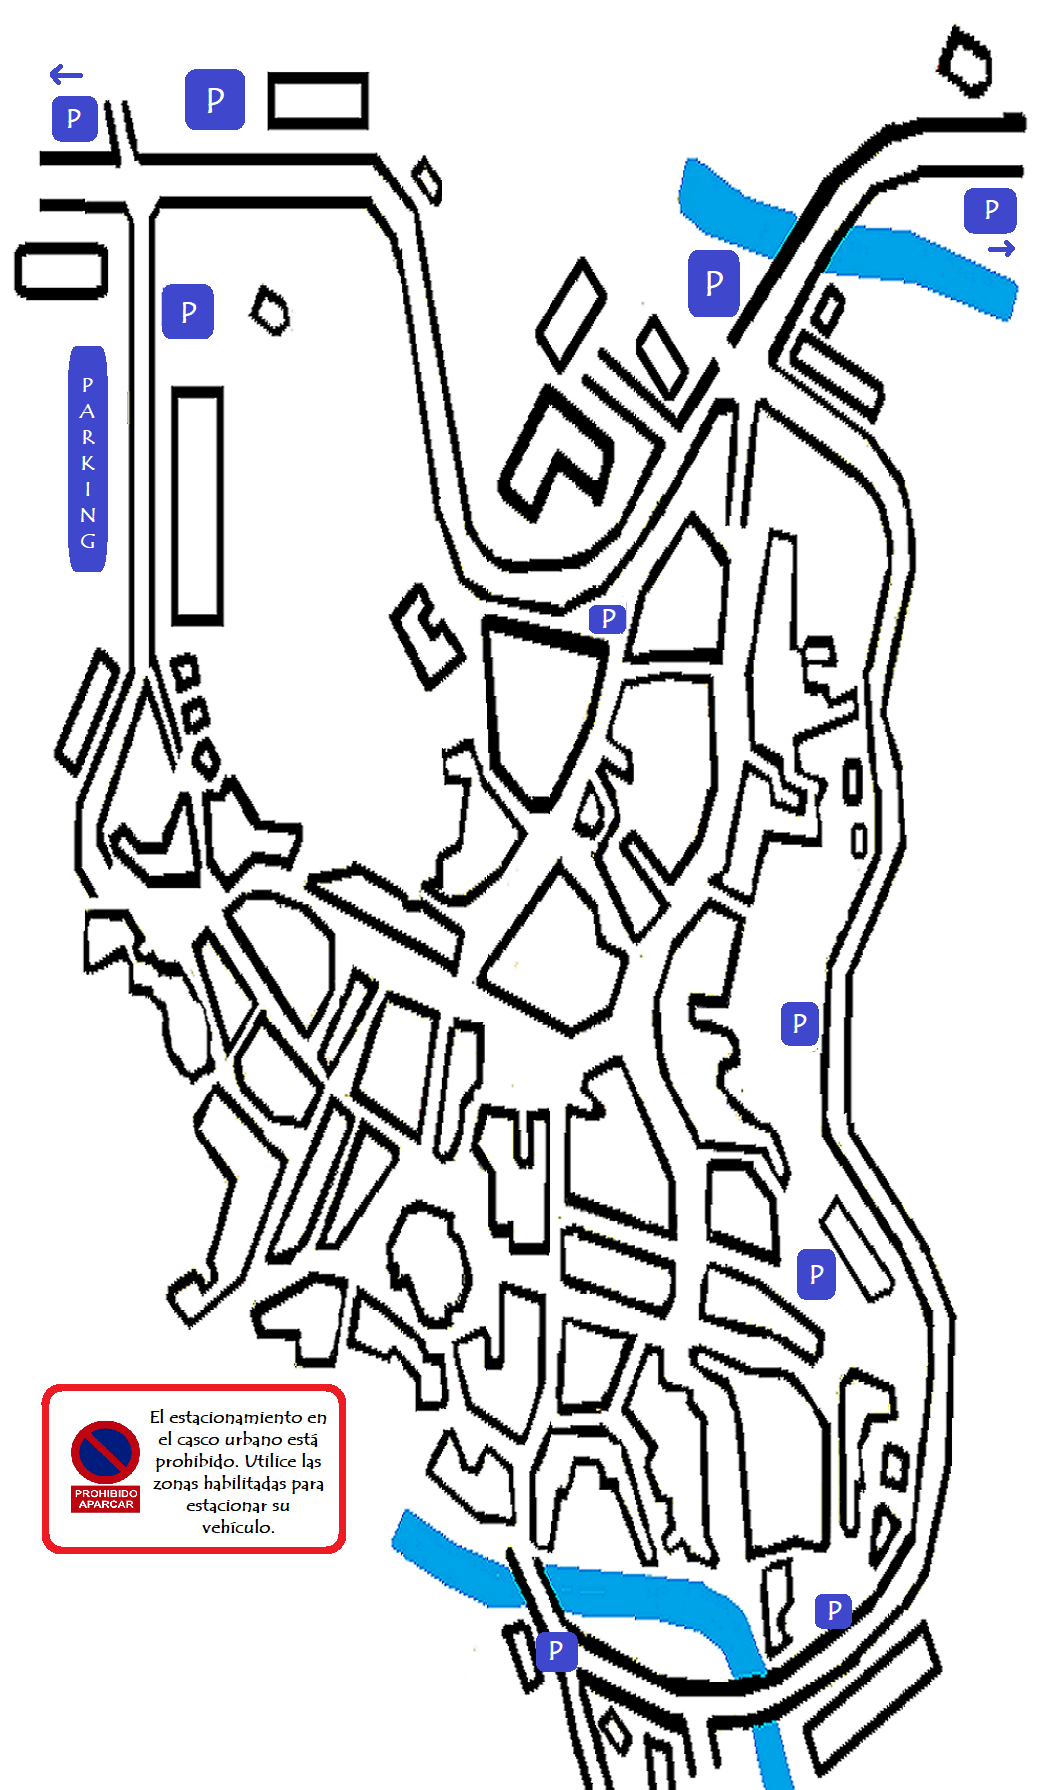 ←
P
P
P
→
P
P
P
P
A
R
K
I
N
G
P
P
P
El estacionamiento en
el casco urbano está
prohibido. Utilice las
zonas habilitadas para
estacionar su
vehículo.
PROHIBIDO
APARCAR
P
P